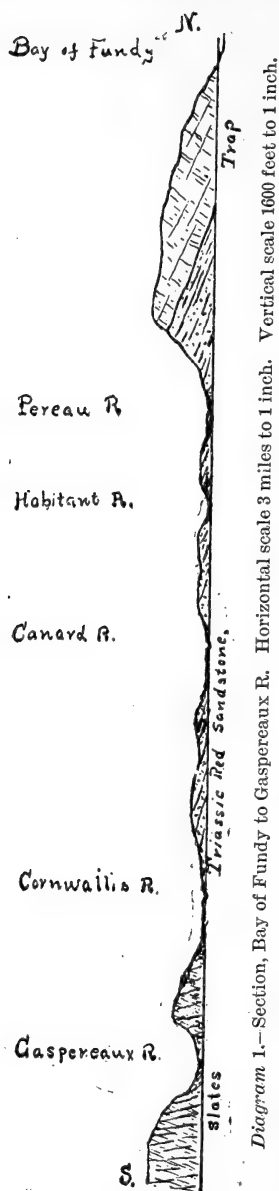 N.
Bay of Fundy
Trap
Pereau R.
Habitant R.
Canard R.
Triassic Red Sandstone,
Cornwallis R.
Gaspereaux R.
Slates
S.
Diagram 1.—Section, Bay of Fundy to Gaspereaux R. Horizontal scale 3 miles to 1 inch. Vertical scale 1600 feet to 1 inch.